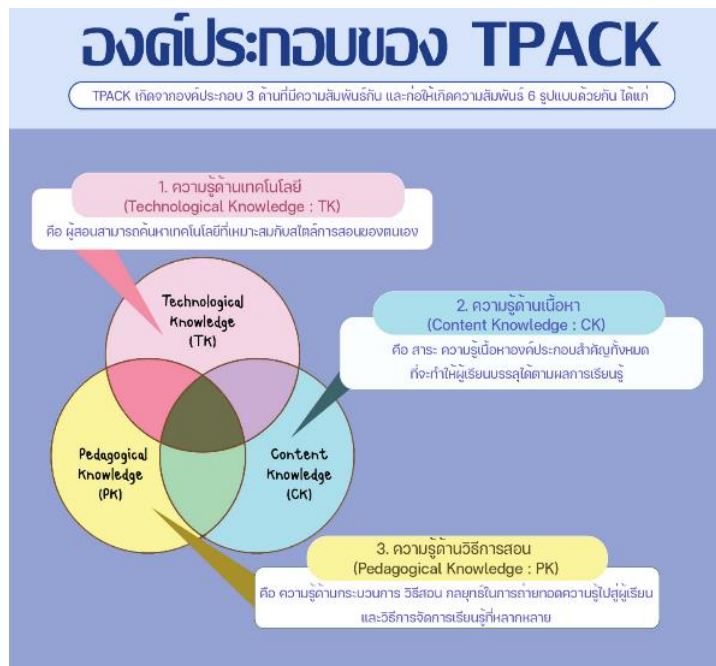 องค์ประกอบของ TPACK
TPACK เกิดจากองค์ประกอบ 3 ด้านที่มีความสัมพันธ์กัน และก่อให้เกิดความสัมพันธ์ 6 รูปแบบด้วยกัน ได้แก่
1. ความรู้ด้านเทคโนโลยี
(Technological Knowledge : TK)
คือ ผู้สอนสามารถค้นหาเทคโนโลยีที่เหมาะสมกับสไตล์การสอนของตนเอง
Technological
Knowledge
(TK)
2. ความรู้ด้านเนื้อหา
(Content Knowledge : CK)
คือ สาระ ความรู้เนื้อหาองค์ประกอบสำคัญทั้งหมด
ที่จะทำให้ผู้เรียนบรรลุได้ตามผลการเรียนรู้
Pedagogical
Knowledge
(PK)
Content
Knowledge
(CK)
3. ความรู้ด้านวิธีการสอน
(Pedagogical Knowledge : PK)
คือ ความรู้ด้านกระบวนการ วิธีสอน กลยุทธ์ในการถ่ายทอดความรู้ไปสู่ผู้เรียน
และวิธีการจัดการเรียนรู้ที่หลากหลาย